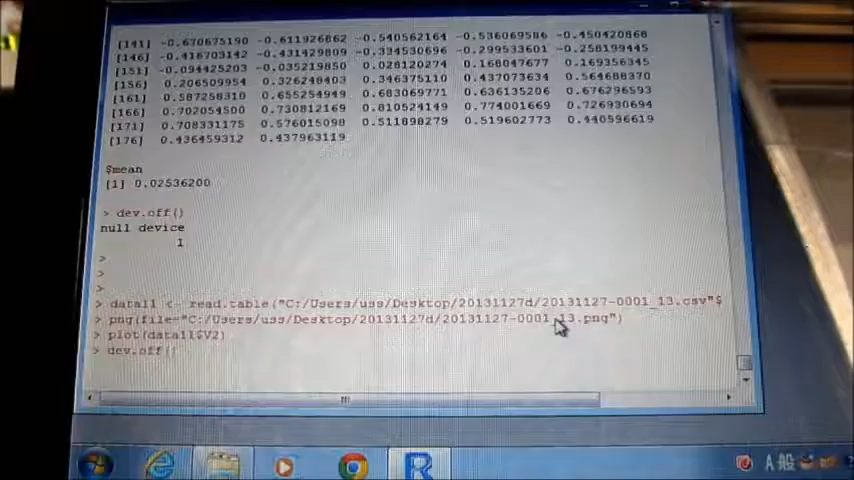 [141] -0.670675190 -0.611926862 -0.540562164 -0.536069586 -0.450420868
[146] -0.416703142 -0.431429809 -0.334530696 -0.299533601 -0.258199445
[151] -0.094425203 -0.035219850 0.028120274 0.168047677 0.169356345
[156] 0.206509954 0.326248403 0.346375110 0.437073634 0.564688370
[161] 0.587258310 0.655254949 0.683069771 0.636135206 0.676296593
[166] 0.702054500 0.730812169 0.810524149 0.774001669 0.726930694
[171] 0.708331175 0.576015098 0.511898279 0.519602773 0.440596619
[176] 0.436459312 0.437963119
$mean
[1] 0.02536200
> dev.off()
null device
1
>
>
>
> data11 <- read.table("C:/Users/uss/Desktop/20131127d/20131127-0001_13.csv"$
> png(file="C:/Users/uss/Desktop/20131127d/20131127-0001_13.png")
> plot(data11$V2)
> dev.off(
R
A 般